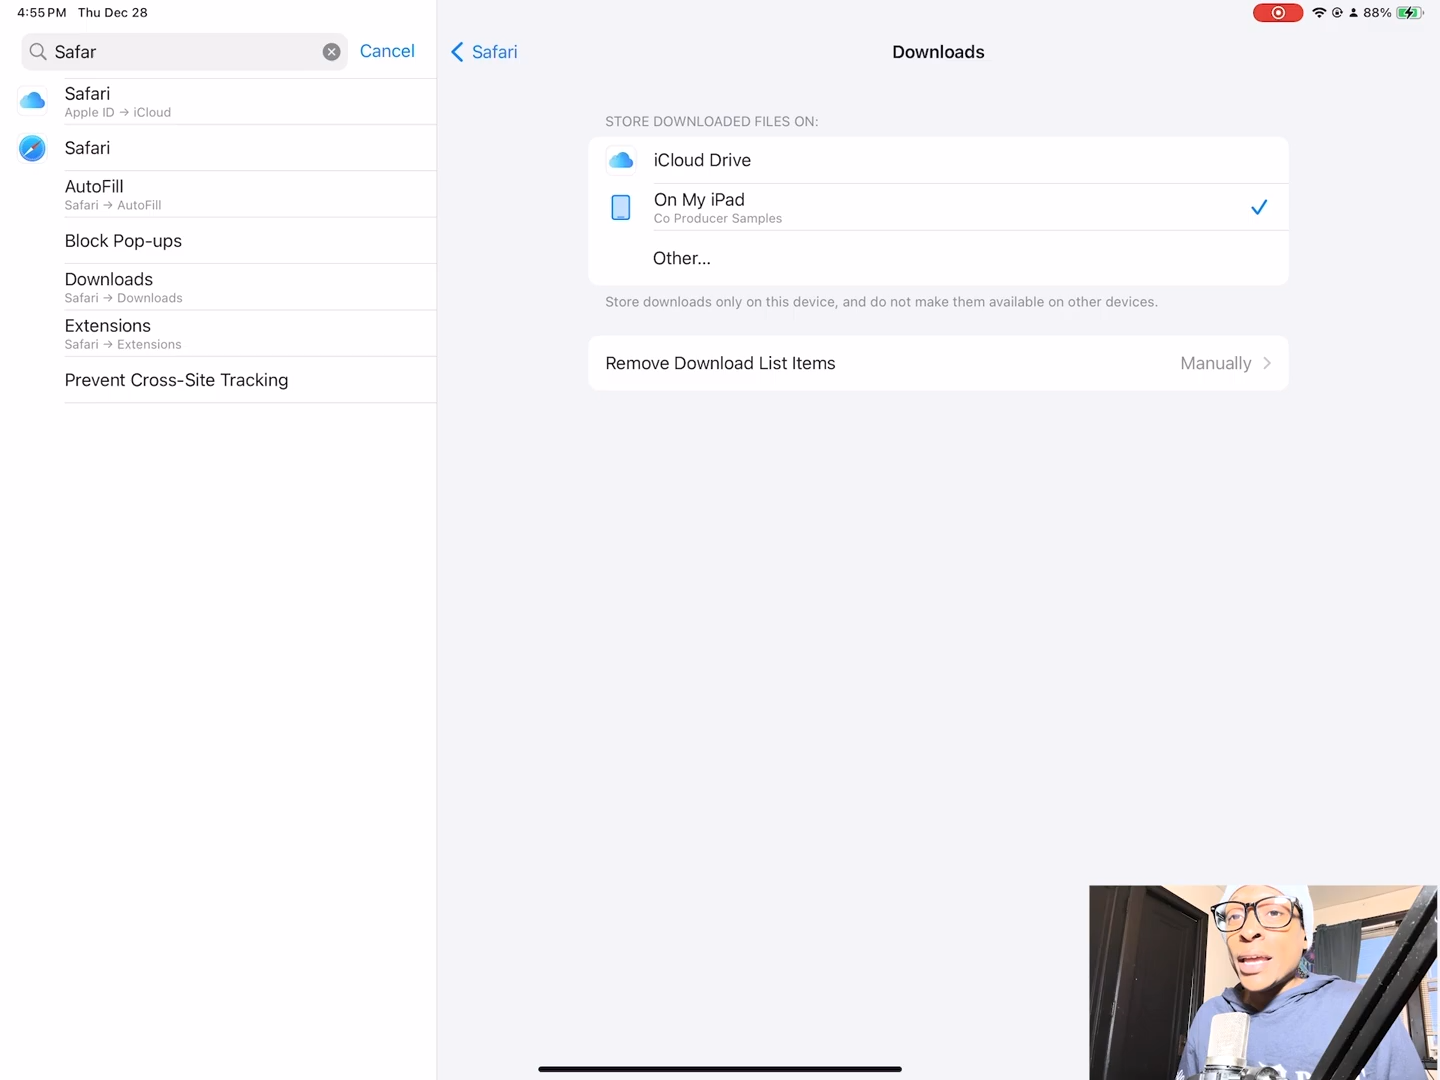 4:55 PM Thu Dec 28
88%
Safar
Cancel
Safari
Apple ID → iCloud
Safari
AutoFill
Safari → AutoFill
Block Pop-ups
Downloads
Safari → Downloads
Extensions
Safari → Extensions
Prevent Cross-Site Tracking
Safari
Downloads
STORE DOWNLOADED FILES ON:
iCloud Drive
On My iPad
Co Producer Samples
Other...
Store downloads only on this device, and do not make them available on other devices.
Remove Download List Items Manually